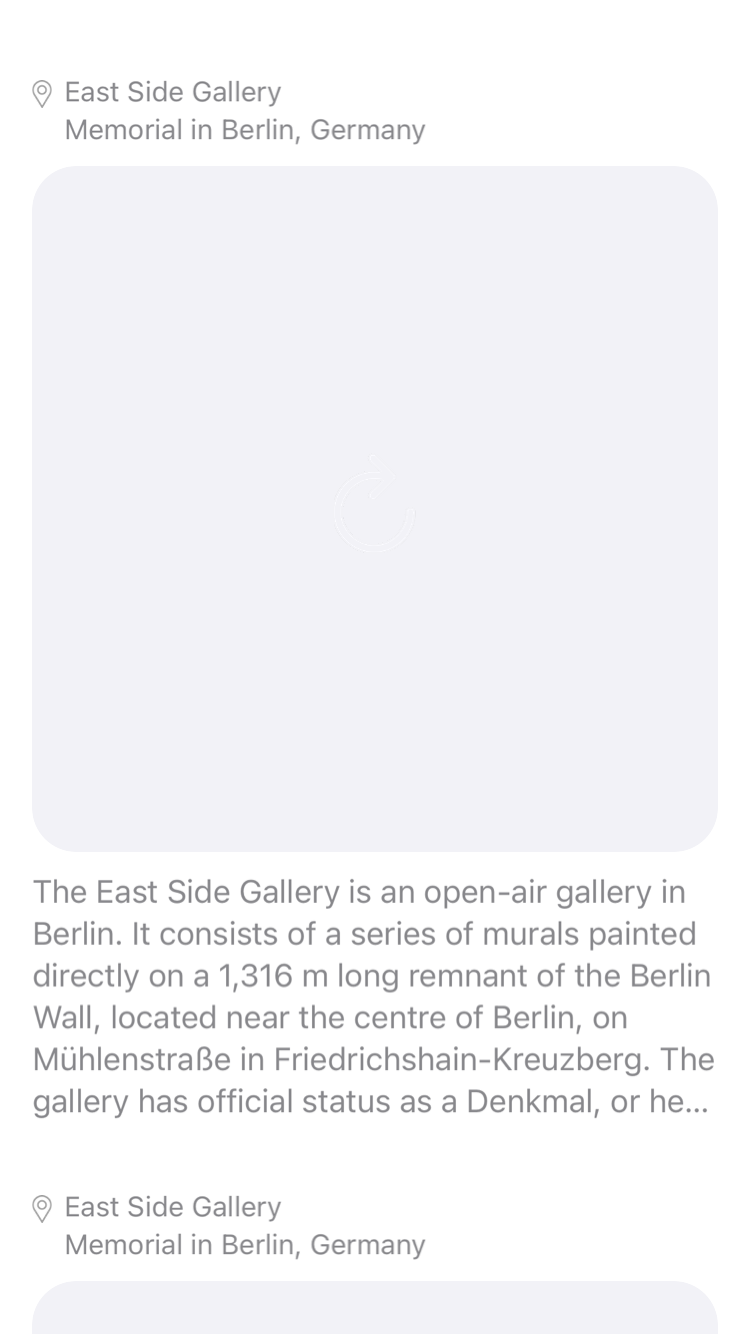 East Side Gallery
Memorial in Berlin, Germany
The East Side Gallery is an open-air gallery in
Berlin. It consists of a series of murals painted
directly on a 1,316 m long remnant of the Berlin
Wall, located near the centre of Berlin, on
Mühlenstraße in Friedrichshain-Kreuzberg. The
gallery has official status as a Denkmal, or he...
East Side Gallery
Memorial in Berlin, Germany